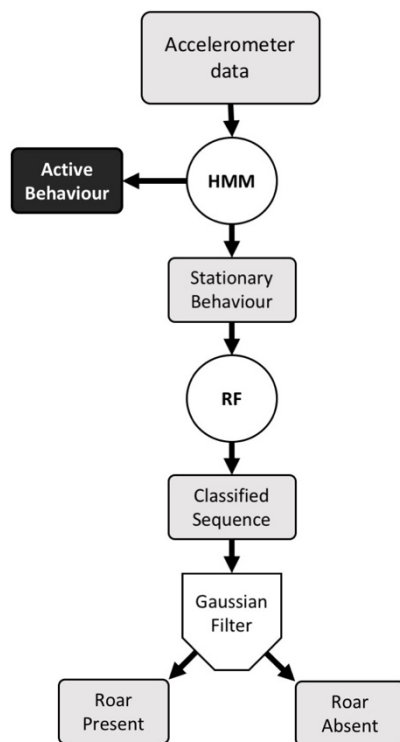 Accelerometer
data
Active
Behaviour
HMM
Stationary
Behaviour
RF
Classified
Sequence
Gaussian
Filter
Roar
Present
Roar
Absent